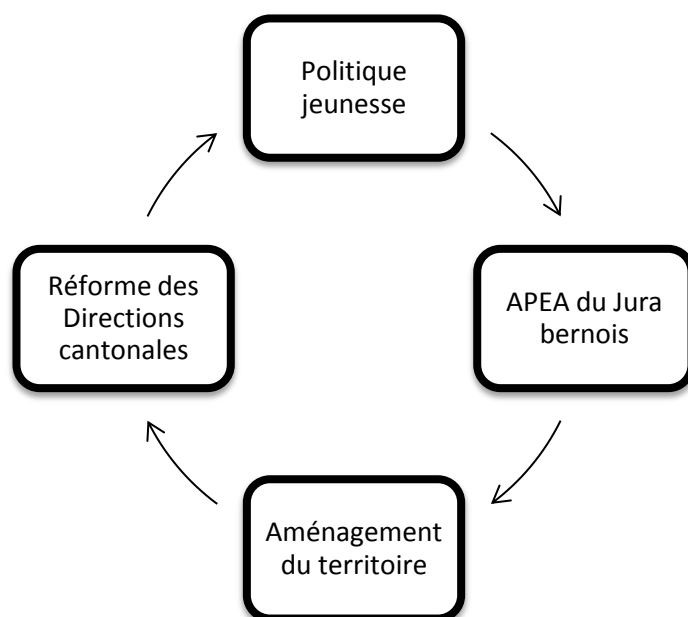 Politique
jeunesse
APEA du Jura
bernois
Aménagement
du territoire
Réforme des
Directions
cantonales